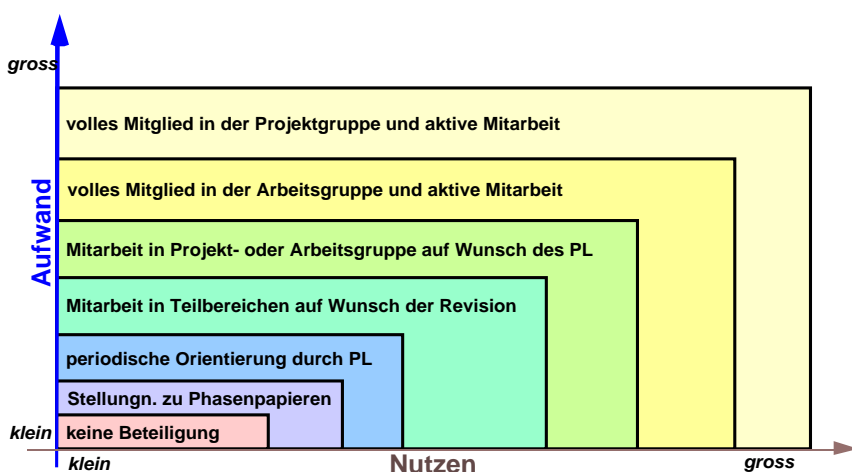 gross
volles Mitglied in der Projektgruppe und aktive Mitarbeit
volles Mitglied in der Arbeitsgruppe und aktive Mitarbeit
Aufwand
Mitarbeit in Projekt- oder Arbeitsgruppe auf Wunsch des PL
Mitarbeit in Teilbereichen auf Wunsch der Revision
periodische Orientierung durch PL
Stellungn. zu Phasenpapieren
klein
keine Beteiligung
klein
Nutzen
gross